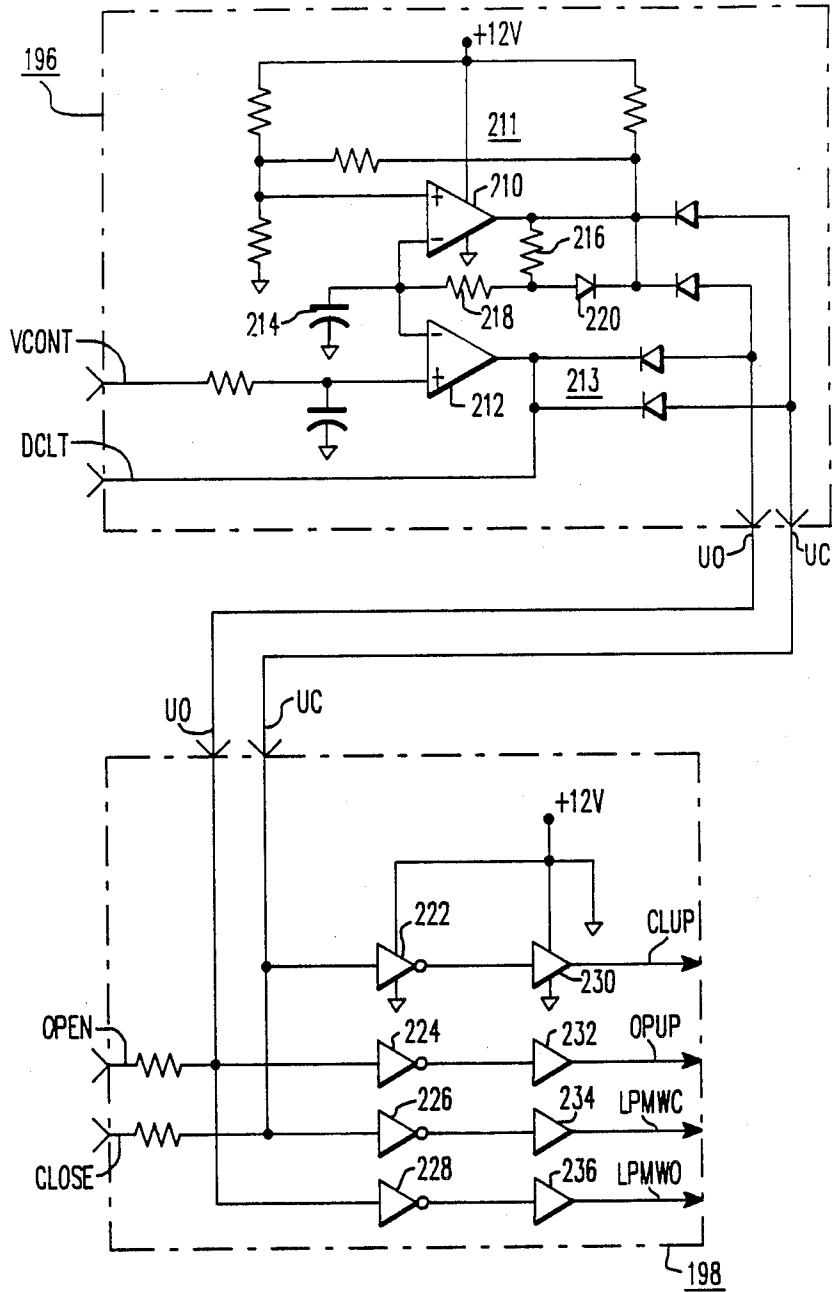 +12V
196
211
210
216
214
218
220
VCONT
213
212
DCLT
UO
UC
UO
UC
+12V
222
CLUP
230
OPEN
224
232
OPUP
226
234
LPMWC
CLOSE
228
236
LPMWO
198